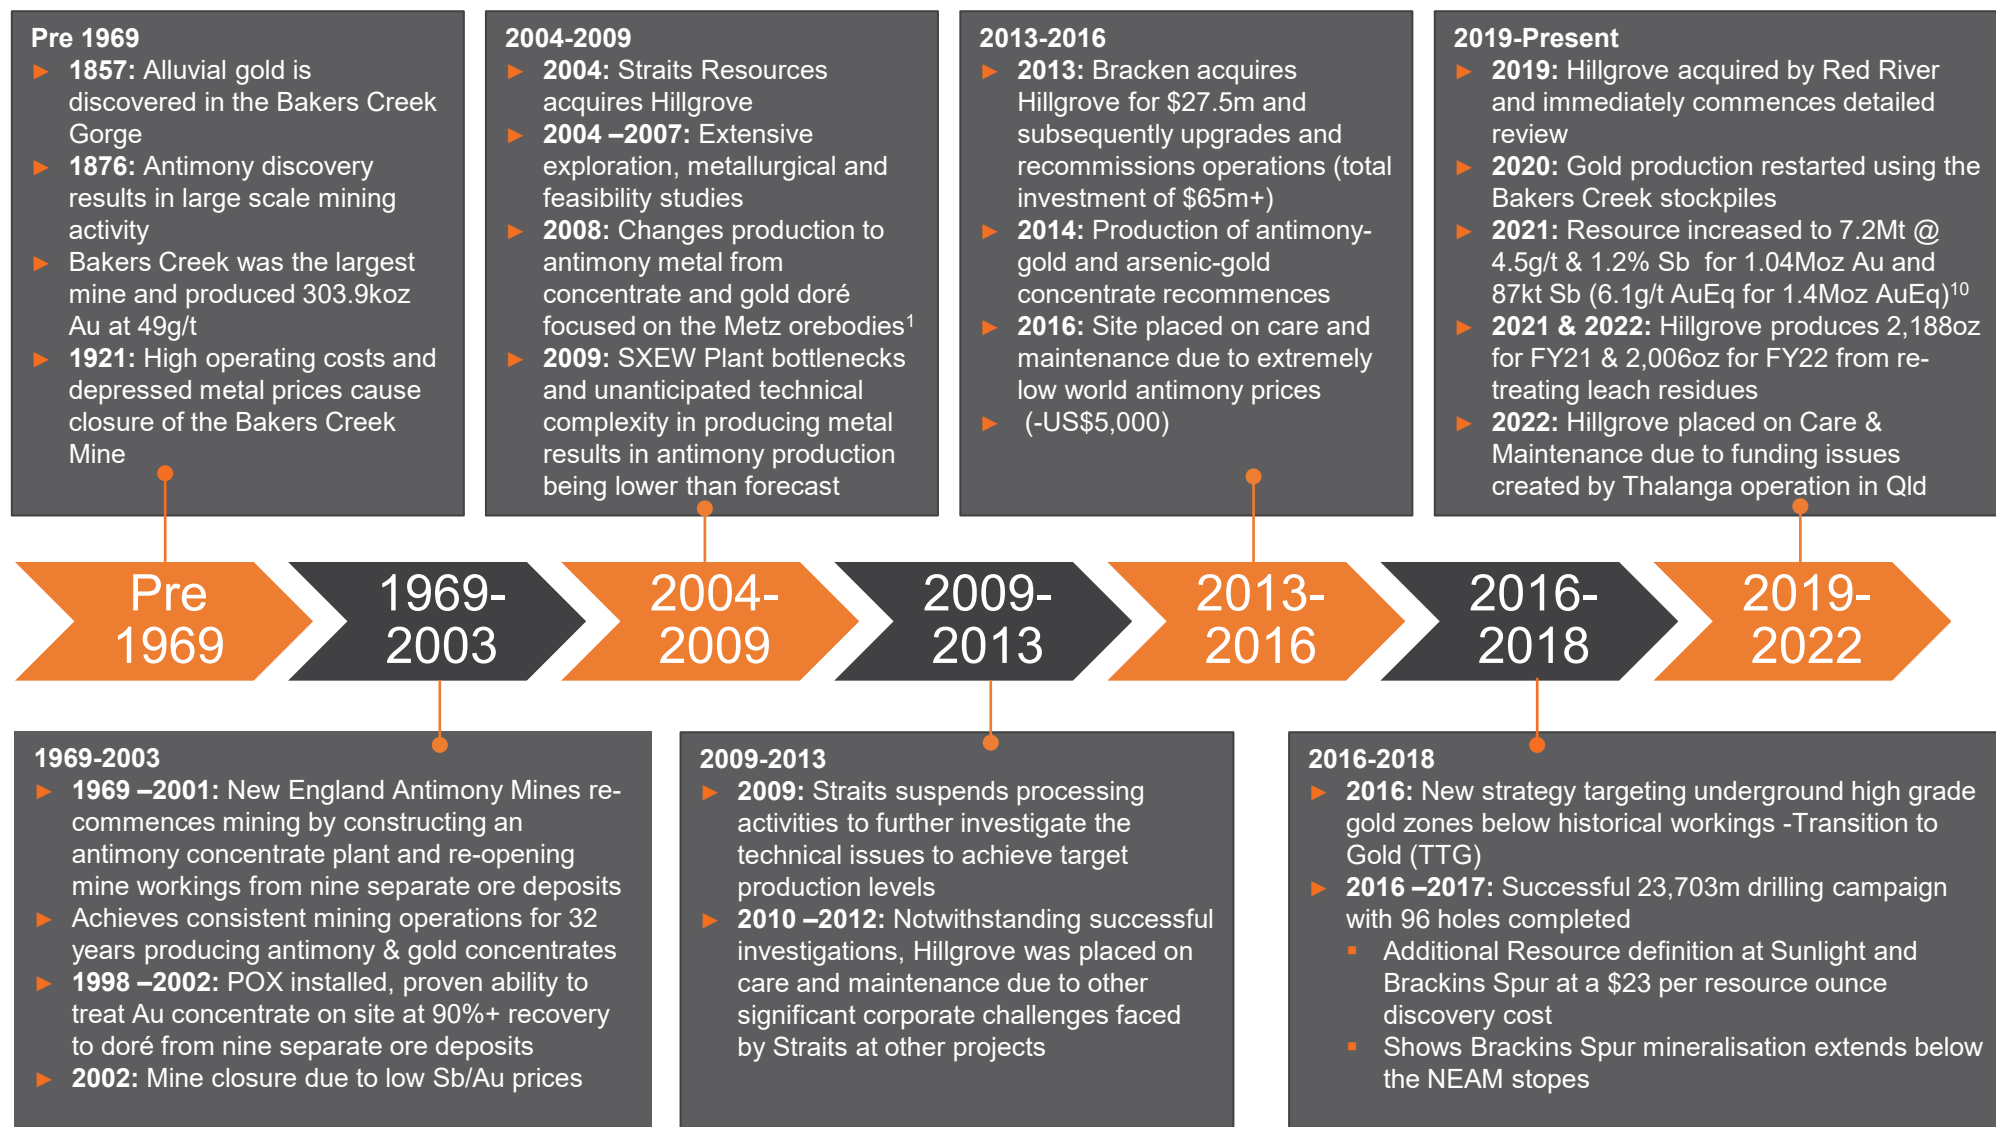 Pre 1969
► 1857: Alluvial gold is
discovered in the Bakers Creek
Gorge
► 1876: Antimony discovery
results in large scale mining
activity
► Bakers Creek was the largest
mine and produced 303.9koz
Au at 49g/t
► 1921: High operating costs and
depressed metal prices cause
closure of the Bakers Creek
Mine
2004-2009
► 2004: Straits Resources
acquires Hillgrove
► 2004 –2007: Extensive
exploration, metallurgical and
feasibility studies
► 2008: Changes production to
antimony metal from
concentrate and gold doré
focused on the Metz orebodies¹
► 2009: SXEW Plant bottlenecks
and unanticipated technical
complexity in producing metal
results in antimony production
being lower than forecast
2013-2016
► 2013: Bracken acquires
Hillgrove for $27.5m and
subsequently upgrades and
recommissions operations (total
investment of $65m+)
► 2014: Production of antimony-
gold and arsenic-gold
concentrate recommences
► 2016: Site placed on care and
maintenance due to extremely
low world antimony prices
► (-US$5,000)
2019-Present
► 2019: Hillgrove acquired by Red River
and immediately commences detailed
review
► 2020: Gold production restarted using the
Bakers Creek stockpiles
► 2021: Resource increased to 7.2Mt @
4.5g/t & 1.2% Sb for 1.04Moz Au and
87kt Sb (6.1g/t AuEq for 1.4Moz AuEq)¹⁰
► 2021 & 2022: Hillgrove produces 2,188oz
for FY21 & 2,006oz for FY22 from re-
treating leach residues
► 2022: Hillgrove placed on Care &
Maintenance due to funding issues
created by Thalanga operation in Qld
Pre
1969
1969-
2003
2004-
2009
2009-
2013
2013-
2016
2016-
2018
2019-
2022
1969-2003
► 1969 –2001: New England Antimony Mines re-
commences mining by constructing an
antimony concentrate plant and re-opening
mine workings from nine separate ore deposits
► Achieves consistent mining operations for 32
years producing antimony & gold concentrates
► 1998 –2002: POX installed, proven ability to
treat Au concentrate on site at 90%+ recovery
to doré from nine separate ore deposits
► 2002: Mine closure due to low Sb/Au prices
2009-2013
► 2009: Straits suspends processing
activities to further investigate the
technical issues to achieve target
production levels
► 2010 –2012: Notwithstanding successful
investigations, Hillgrove was placed on
care and maintenance due to other
significant corporate challenges faced
by Straits at other projects
2016-2018
► 2016: New strategy targeting underground high grade
gold zones below historical workings -Transition to
Gold (TTG)
► 2016 –2017: Successful 23,703m drilling campaign
with 96 holes completed
▪ Additional Resource definition at Sunlight and
Brackins Spur at a $23 per resource ounce
discovery cost
▪ Shows Brackins Spur mineralisation extends below
the NEAM stopes